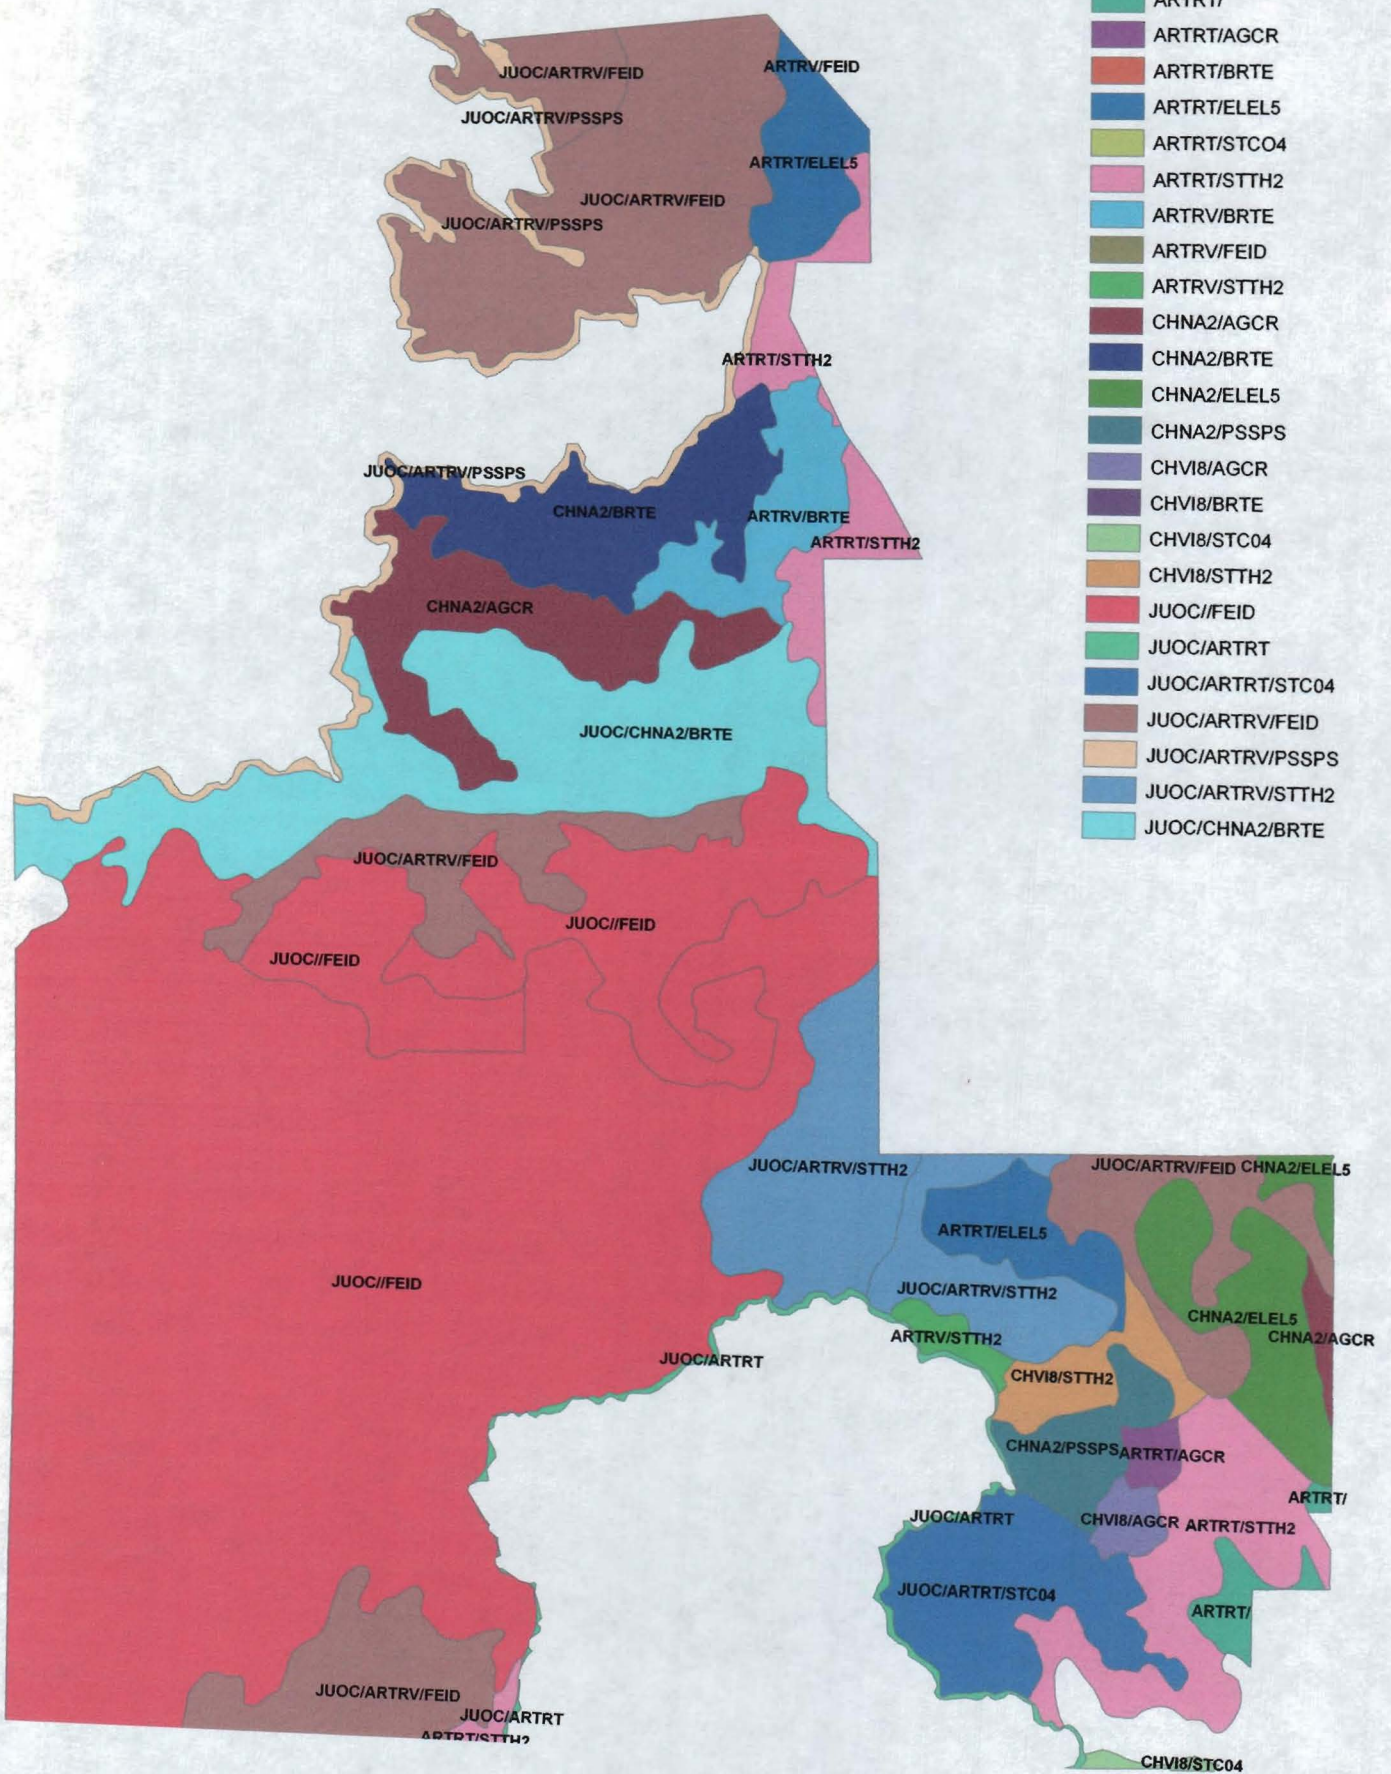 ARTRT/
ARTRT/AGCR
ARTRT/BRTE
ARTRT/ELEL5
ARTRT/STCO4
ARTRT/STTH2
ARTRV/BRTE
ARTRV/FEID
ARTRV/STTH2
CHNA2/AGCR
CHNA2/BRTE
CHNA2/ELEL5
CHNA2/PSSPS
CHVI8/AGCR
CHVI8/BRTE
CHVI8/STC04
CHVI8/STTH2
JUOC//FEID
JUOC/ARTRT
JUOC/ARTRT/STC04
JUOC/ARTRV/FEID
JUOC/ARTRV/PSSPS
JUOC/ARTRV/STTH2
JUOC/CHNA2/BRTE
JUOC/ARTRV/FEID
ARTRV/FEID
JUOC/ARTRV/PSSPS
ARTRT/ELEL5
JUOC/ARTRV/FEID
JUOC/ARTRV/PSSPS
ARTRT/STTH2
JUOC/ARTRV/PSSPS
CHNA2/BRTE
ARTRV/BRTE
ARTRT/STTH2
CHNA2/AGCR
JUOC/CHNA2/BRTE
JUOC/ARTRV/FEID
JUOC//FEID
JUOC//FEID
JUOC/ARTRV/STTH2
JUOC/ARTRV/FEID
CHNA2/ELEL5
ARTRT/ELEL5
JUOC//FEID
JUOC/ARTRV/STTH2
CHNA2/ELEL5
ARTRV/STTH2
CHNA2/AGCR
JUOC/ARTRT
CHVI8/STTH2
CHNA2/PSSPS
ARTRT/AGCR
ARTRT/
JUOC/ARTRT
CHVI8/AGCR
ARTRT/STTH2
JUOC/ARTRT/STC04
ARTRT/
JUOC/ARTRV/FEID
JUOC/ARTRT
ARTRT/STTH2
CHVI8/STC04